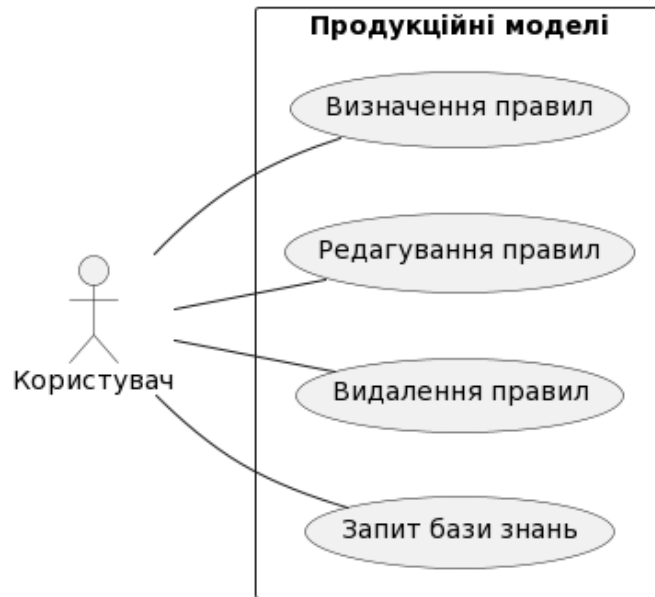 Продукційні моделі
Визначення правил
Редагування правил
Користувач
Видалення правил
Запит бази знань